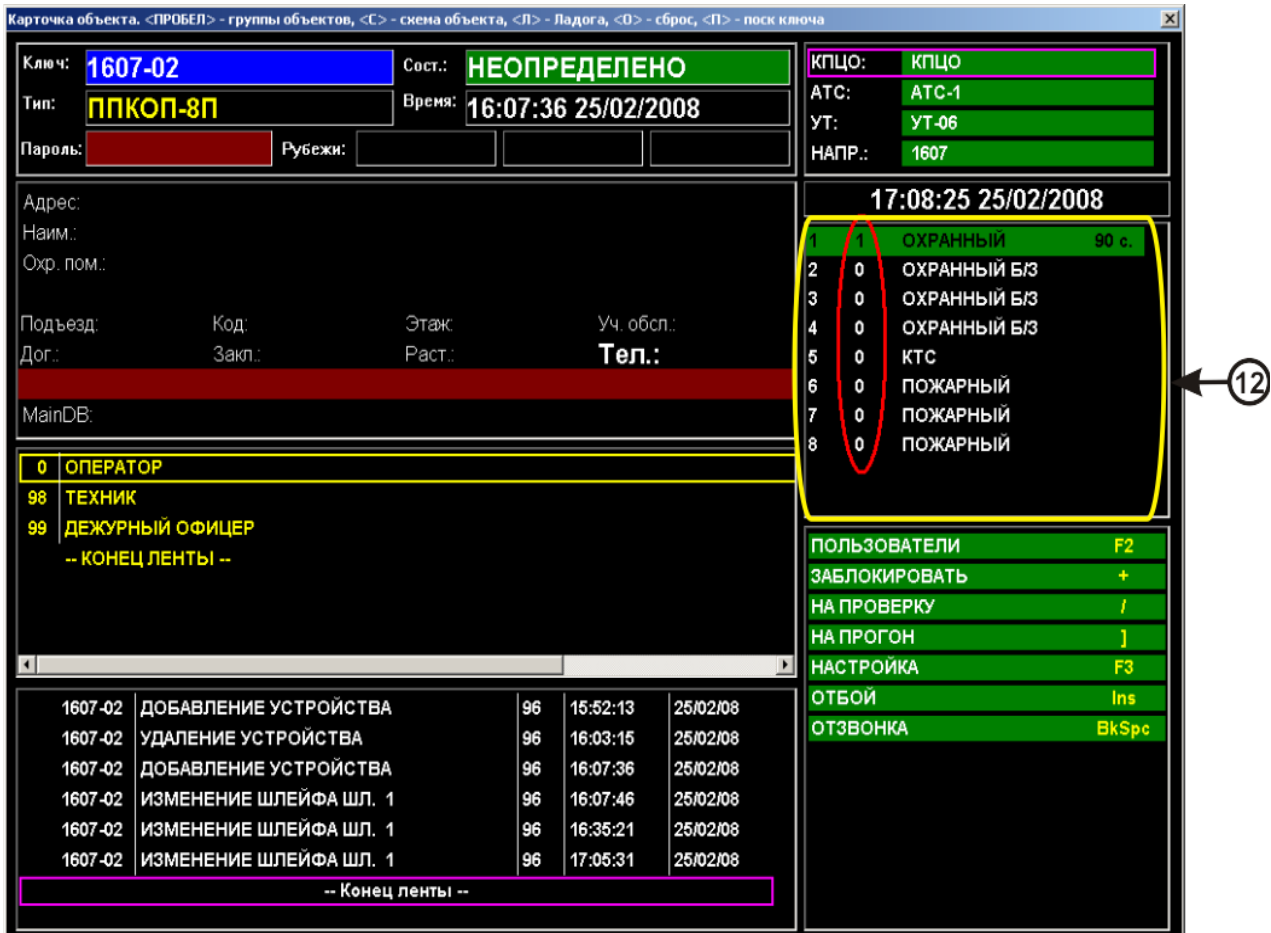 Карточка объекта. <ПРОБЕЛ> - группы объектов, <С> - схема объекта, <Л> - Ладога, <О> - сброс, <П> - поск ключа
Ключ: 1607-02 Сост.: НЕОПРЕДЕЛЕНО
Тип: ППКОП-8П Время: 16:07:36 25/02/2008
Пароль: Рубежи:
КПЦО: КПЦО
АТС: АТС-1
УТ: УТ-06
НАПР.: 1607
Адрес:
Наим.:
Охр. пом.:
Подъезд: Код: Этаж: Уч. обсл.:
Дог.: Закл.: Раст.: Тел.:
MainDB:
17:08:25 25/02/2008
1 1 ОХРАННЫЙ 90 с.
2 0 ОХРАННЫЙ Б/З
3 0 ОХРАННЫЙ Б/З
4 0 ОХРАННЫЙ Б/З
5 0 КТС
6 0 ПОЖАРНЫЙ
7 0 ПОЖАРНЫЙ
8 0 ПОЖАРНЫЙ
12
0 ОПЕРАТОР
98 ТЕХНИК
99 ДЕЖУРНЫЙ ОФИЦЕР
-- КОНЕЦ ЛЕНТЫ --
ПОЛЬЗОВАТЕЛИ F2
ЗАБЛОКИРОВАТЬ +
НА ПРОВЕРКУ /
НА ПРОГОН ]
НАСТРОЙКА F3
ОТБОЙ Ins
ОТЗВОНКА BkSpc
1607-02 ДОБАВЛЕНИЕ УСТРОЙСТВА 96 15:52:13 25/02/08
1607-02 УДАЛЕНИЕ УСТРОЙСТВА 96 16:03:15 25/02/08
1607-02 ДОБАВЛЕНИЕ УСТРОЙСТВА 96 16:07:36 25/02/08
1607-02 ИЗМЕНЕНИЕ ШЛЕЙФА ШЛ. 1 96 16:07:46 25/02/08
1607-02 ИЗМЕНЕНИЕ ШЛЕЙФА ШЛ. 1 96 16:35:21 25/02/08
1607-02 ИЗМЕНЕНИЕ ШЛЕЙФА ШЛ. 1 96 17:05:31 25/02/08
-- Конец ленты --